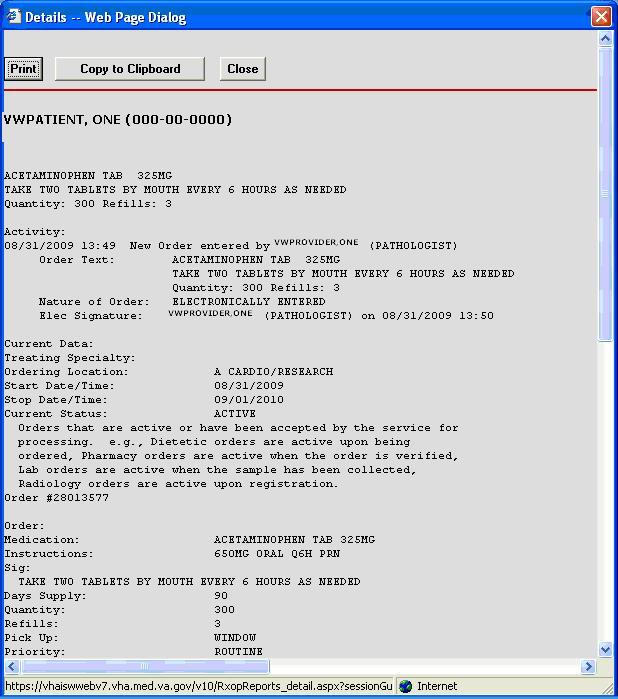 Details -- Web Page Dialog
Print Copy to Clipboard Close
VWPATIENT, ONE (000-00-0000)
ACETAMINOPHEN TAB 325MG
TAKE TWO TABLETS BY MOUTH EVERY 6 HOURS AS NEEDED
Quantity: 300 Refills: 3
Activity:
08/31/2009 13:49 New Order entered by VWPROVIDER,ONE (PATHOLOGIST)
Order Text: ACETAMINOPHEN TAB 325MG
TAKE TWO TABLETS BY MOUTH EVERY 6 HOURS AS NEEDED
Quantity: 300 Refills: 3
Nature of Order: ELECTRONICALLY ENTERED
Elec Signature: VWPROVIDER,ONE (PATHOLOGIST) on 08/31/2009 13:50
Current Data:
Treating Specialty:
Ordering Location: A CARDIO/RESEARCH
Start Date/Time: 08/31/2009
Stop Date/Time: 09/01/2010
Current Status: ACTIVE
Orders that are active or have been accepted by the service for
processing. e.g., Dietetic orders are active upon being
ordered, Pharmacy orders are active when the order is verified,
Lab orders are active when the sample has been collected,
Radiology orders are active upon registration.
Order #28013577
Order:
Medication: ACETAMINOPHEN TAB 325MG
Instructions: 650MG ORAL Q6H PRN
Sig:
TAKE TWO TABLETS BY MOUTH EVERY 6 HOURS AS NEEDED
Days Supply: 90
Quantity: 300
Refills: 3
Pick Up: WINDOW
Priority: ROUTINE
https://vhaiswwebv7.vha.med.va.gov/v10/RxopReports_detail.aspx?sessionGu Internet